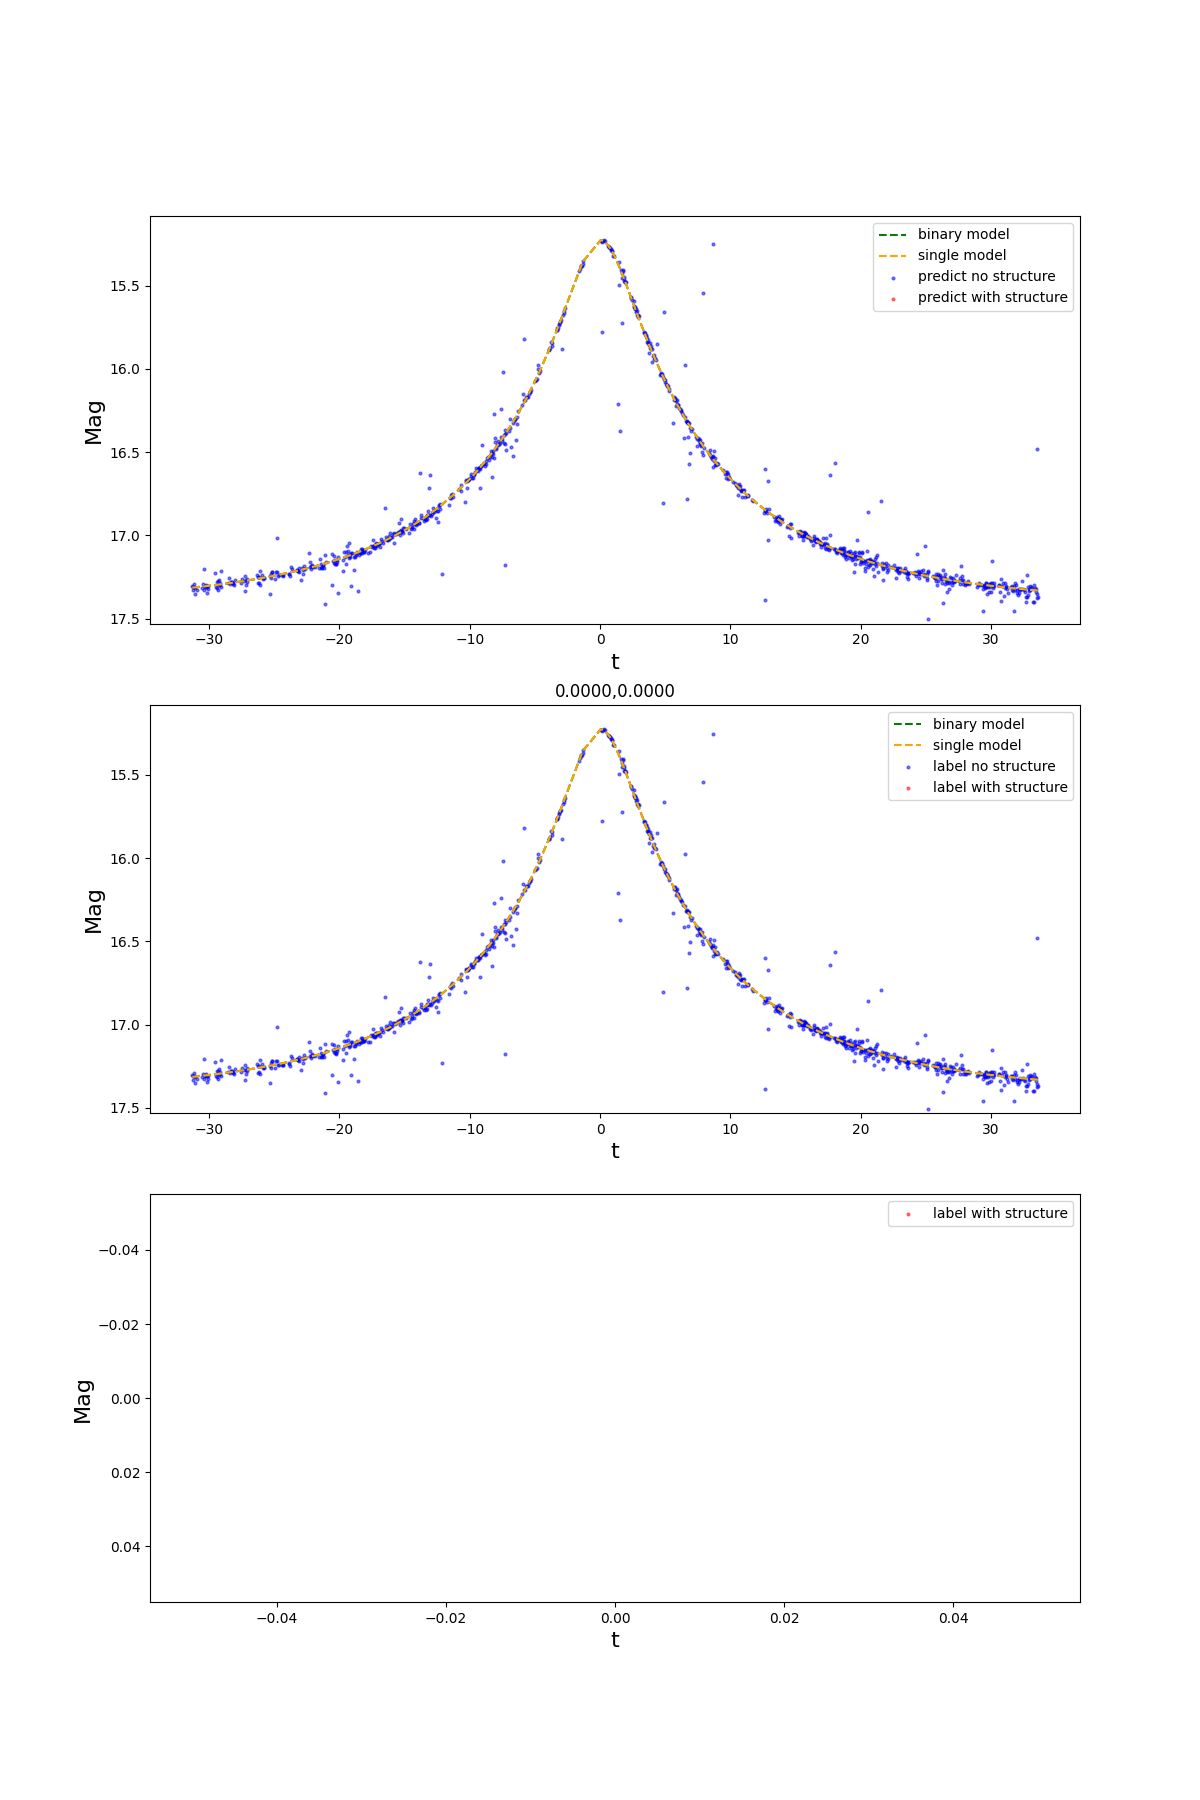 binary model
single model
predict no structure
predict with structure
15.5
16.0
16.5
17.0
17.5
Mag
−30
−20
−10
0
10
20
30
t
0.0000,0.0000
binary model
single model
label no structure
label with structure
15.5
16.0
16.5
17.0
17.5
Mag
−30
−20
−10
0
10
20
30
t
label with structure
−0.04
−0.02
0.00
0.02
0.04
Mag
−0.04
−0.02
0.00
0.02
0.04
t